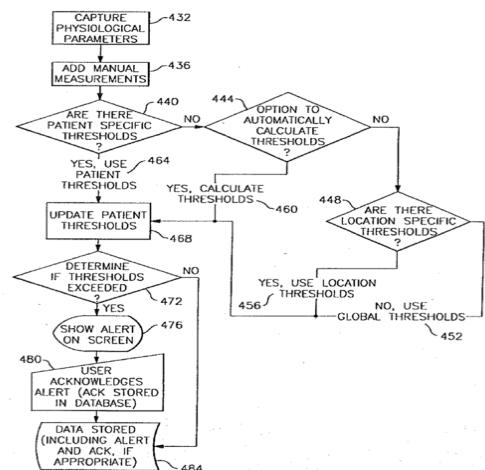 CAPTURE
PHYSIOLOGICAL
PARAMETERS
432
ADD MANUAL
MEASUREMENTS
436
ARE THERE
PATIENT SPECIFIC
THRESHOLDS
?
440
NO
444
OPTION TO
AUTOMATICALLY
CALCULATE
THRESHOLDS
?
NO
YES, USE
PATIENT
THRESHOLDS
464
YES, CALCULATE
THRESHOLDS
460
448
ARE THERE
LOCATION SPECIFIC
THRESHOLDS
?
UPDATE PATIENT
THRESHOLDS
468
DETERMINE
IF THRESHOLDS
EXCEEDED
?
NO
472
YES
YES, USE LOCATION
THRESHOLDS
456
NO, USE
GLOBAL THRESHOLDS
452
SHOW ALERT
ON SCREEN
476
480
USER
ACKNOWLEDGES
ALERT (ACK STORED
IN DATABASE)
DATA STORED
(INCLUDING ALERT
AND ACK, IF
APPROPRIATE)
484